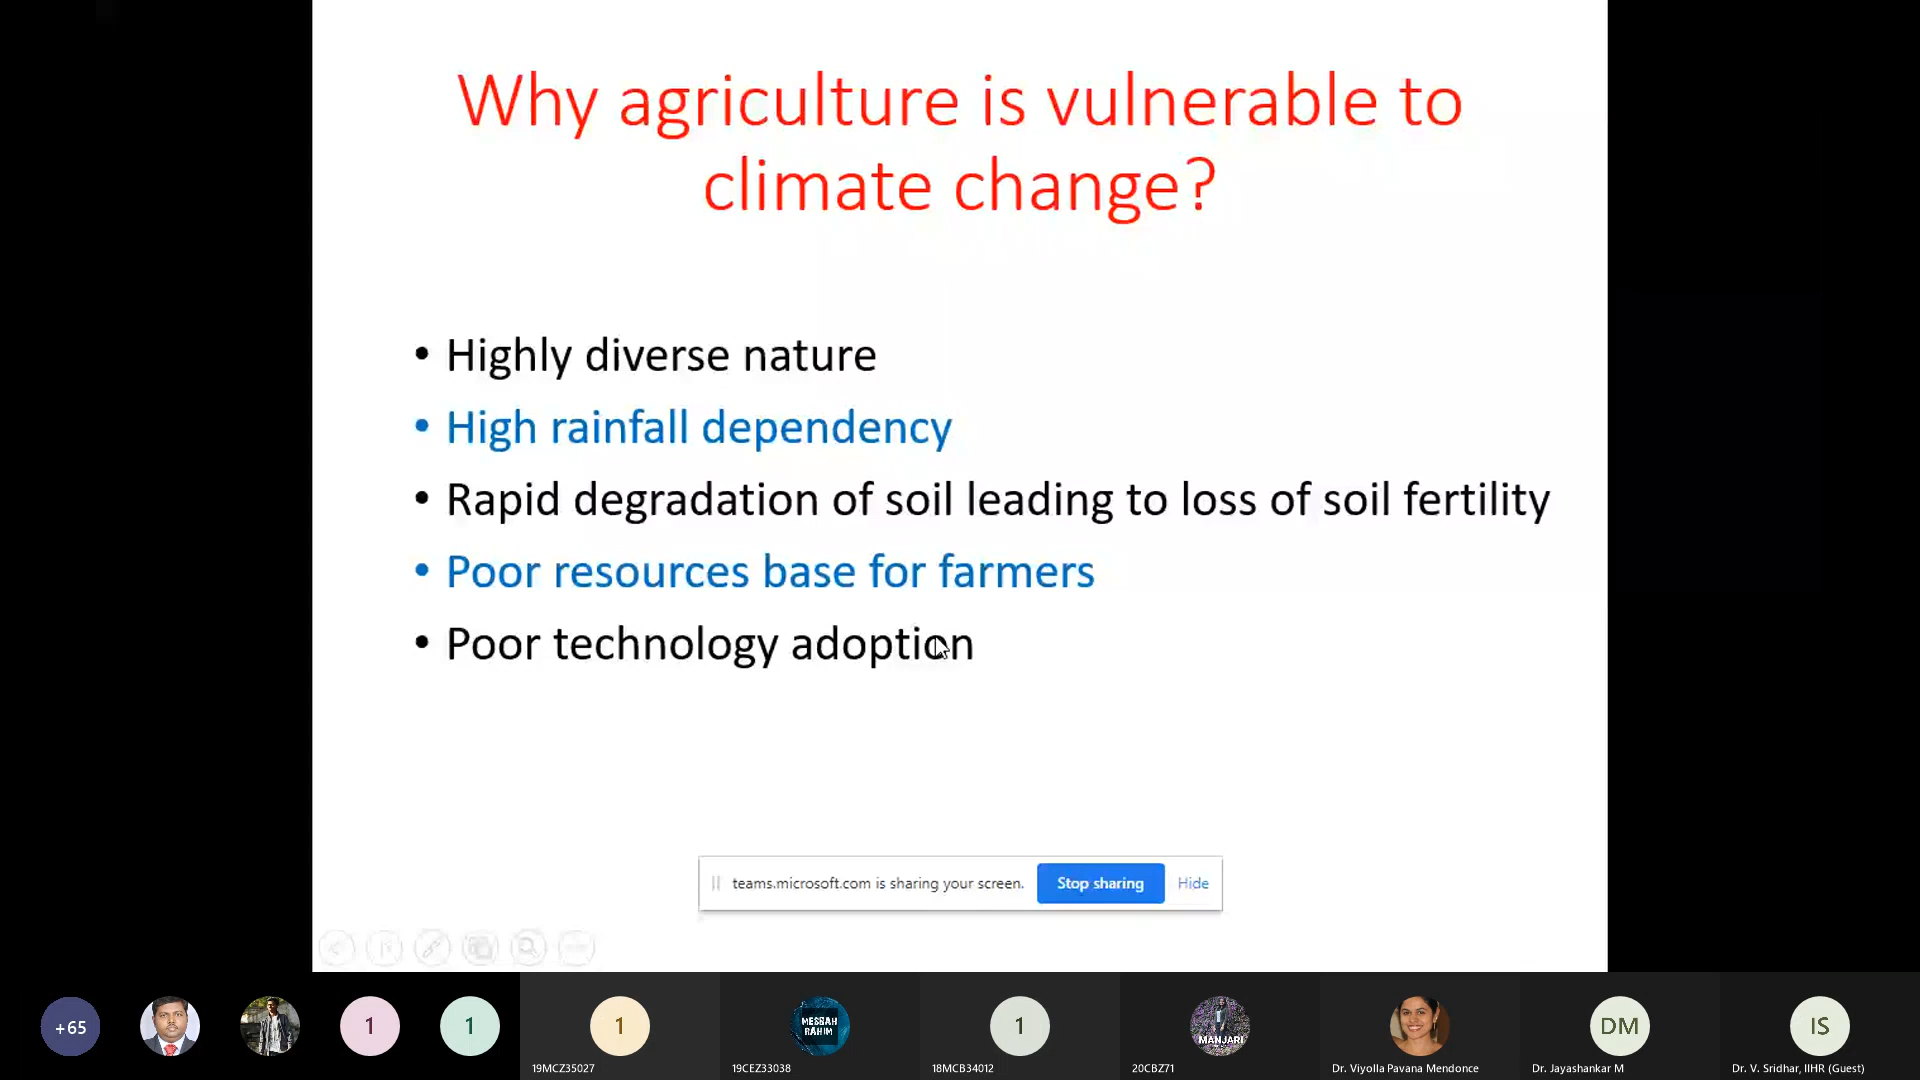 Why agriculture is vulnerable to
climate change?
• Highly diverse nature
• High rainfall dependency
• Rapid degradation of soil leading to loss of soil fertility
• Poor resources base for farmers
• Poor technology adoption
teams.microsoft.com is sharing your screen. Stop sharing Hide
+65 1 1 1 MESBAH
RAHIM
1 MANJARI DM IS
19MCZ35027 19CEZ33038 18MCB34012 20CBZ71 Dr. Viyolla Pavana Mendonce Dr. Jayashankar M Dr. V. Sridhar, IIHR (Guest)